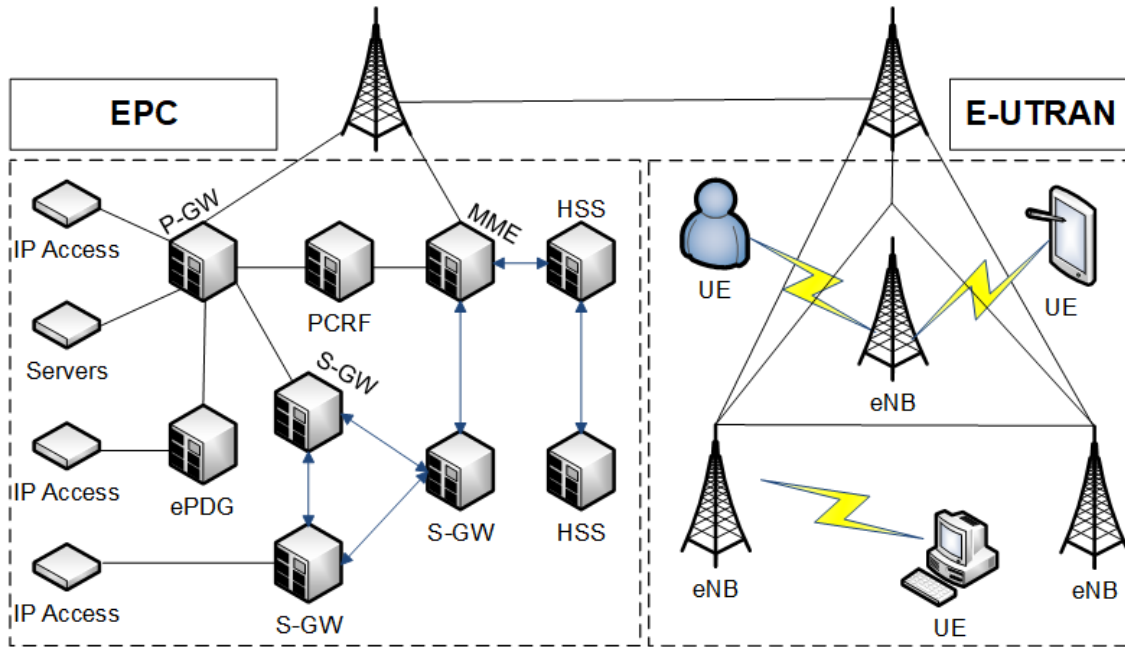 EPC
E-UTRAN
P-GW
MME
HSS
IP Access
UE
UE
PCRF
Servers
S-GW
eNB
IP Access
ePDG
S-GW
HSS
IP Access
S-GW
eNB
UE
eNB